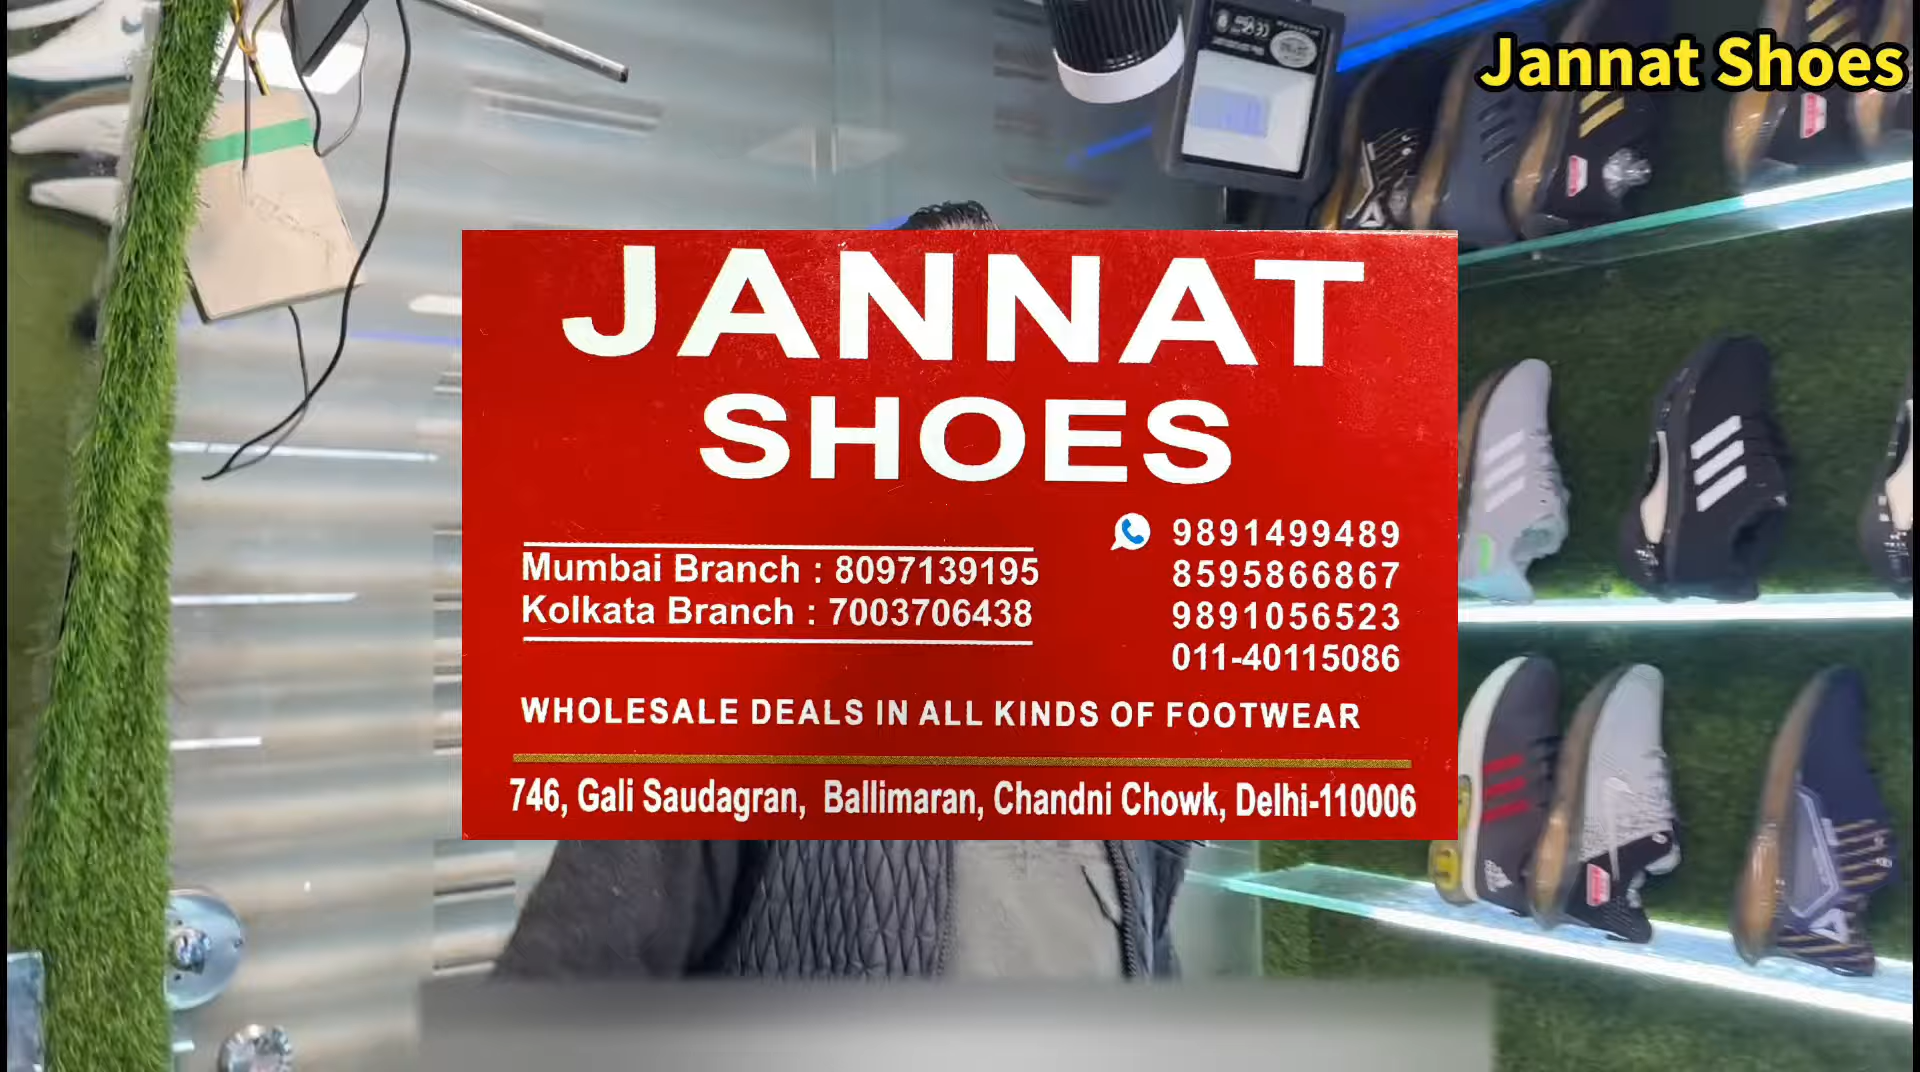 Jannat Shoes
JANNAT
SHOES
Mumbai Branch : 8097139195
Kolkata Branch : 7003706438
9891499489
8595866867
9891056523
011-40115086
WHOLESALE DEALS IN ALL KINDS OF FOOTWEAR
746, Gali Saudagran, Ballimaran, Chandni Chowk, Delhi-110006